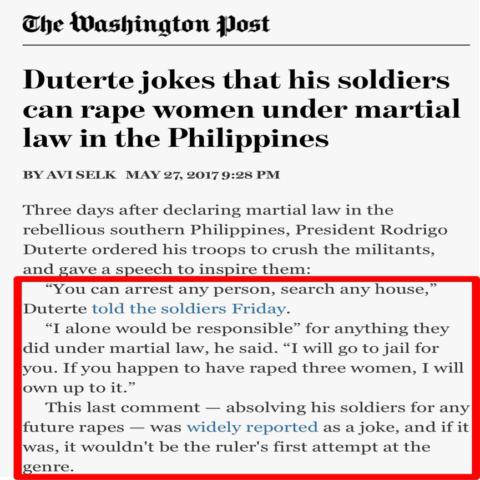 The Washington Post
Duterte jokes that his soldiers
can rape women under martial
law in the Philippines
BY AVI SELK MAY 27, 2017 9:28 PM
Three days after declaring martial law in the
rebellious southern Philippines, President Rodrigo
Duterte ordered his troops to crush the militants,
and gave a speech to inspire them:
“You can arrest any person, search any house,”
Duterte told the soldiers Friday.
“I alone would be responsible” for anything they
did under martial law, he said. “I will go to jail for
you. If you happen to have raped three women, I will
own up to it.”
This last comment — absolving his soldiers for any
future rapes — was widely reported as a joke, and if it
was, it wouldn't be the ruler's first attempt at the
genre.